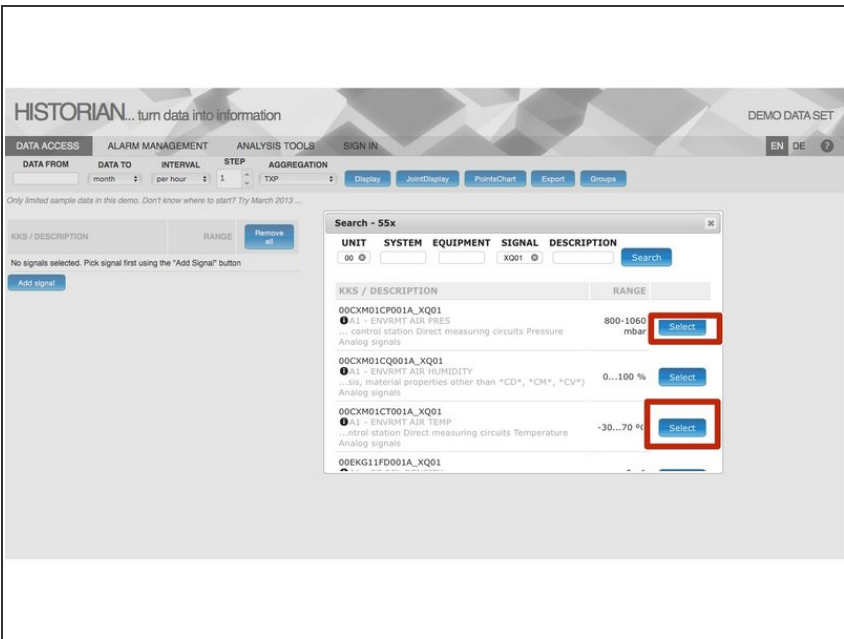 HISTORIAN... turn data into information
DEMO DATA SET
DATA ACCESS ALARM MANAGEMENT ANALYSIS TOOLS SIGN IN EN DE ?
DATA FROM DATA TO INTERVAL STEP AGGREGATION
month per hour 1 TXP Display JointDisplay PointsChart Export Groups
Only limited sample data in this demo. Don't know where to start? Try March 2013 ...
KKS / DESCRIPTION RANGE Remove all
No signals selected. Pick signal first using the "Add Signal" button
Add signal
Search - 55x
UNIT SYSTEM EQUIPMENT SIGNAL DESCRIPTION
00 XQ01 Search
KKS / DESCRIPTION RANGE
00CXM01CP001A_XQ01
A1 - ENVRMT AIR PRES
... control station Direct measuring circuits Pressure
Analog signals
800-1060
mbar
Select
00CXM01CQ001A_XQ01
A1 - ENVRMT AIR HUMIDITY
...sis, material properties other than *CD*, *CM*, *CV*)
Analog signals
0...100 %
Select
00CXM01CT001A_XQ01
A1 - ENVRMT AIR TEMP
...ntrol station Direct measuring circuits Temperature
Analog signals
-30...70 ºC
Select
00EKG11FD001A_XQ01